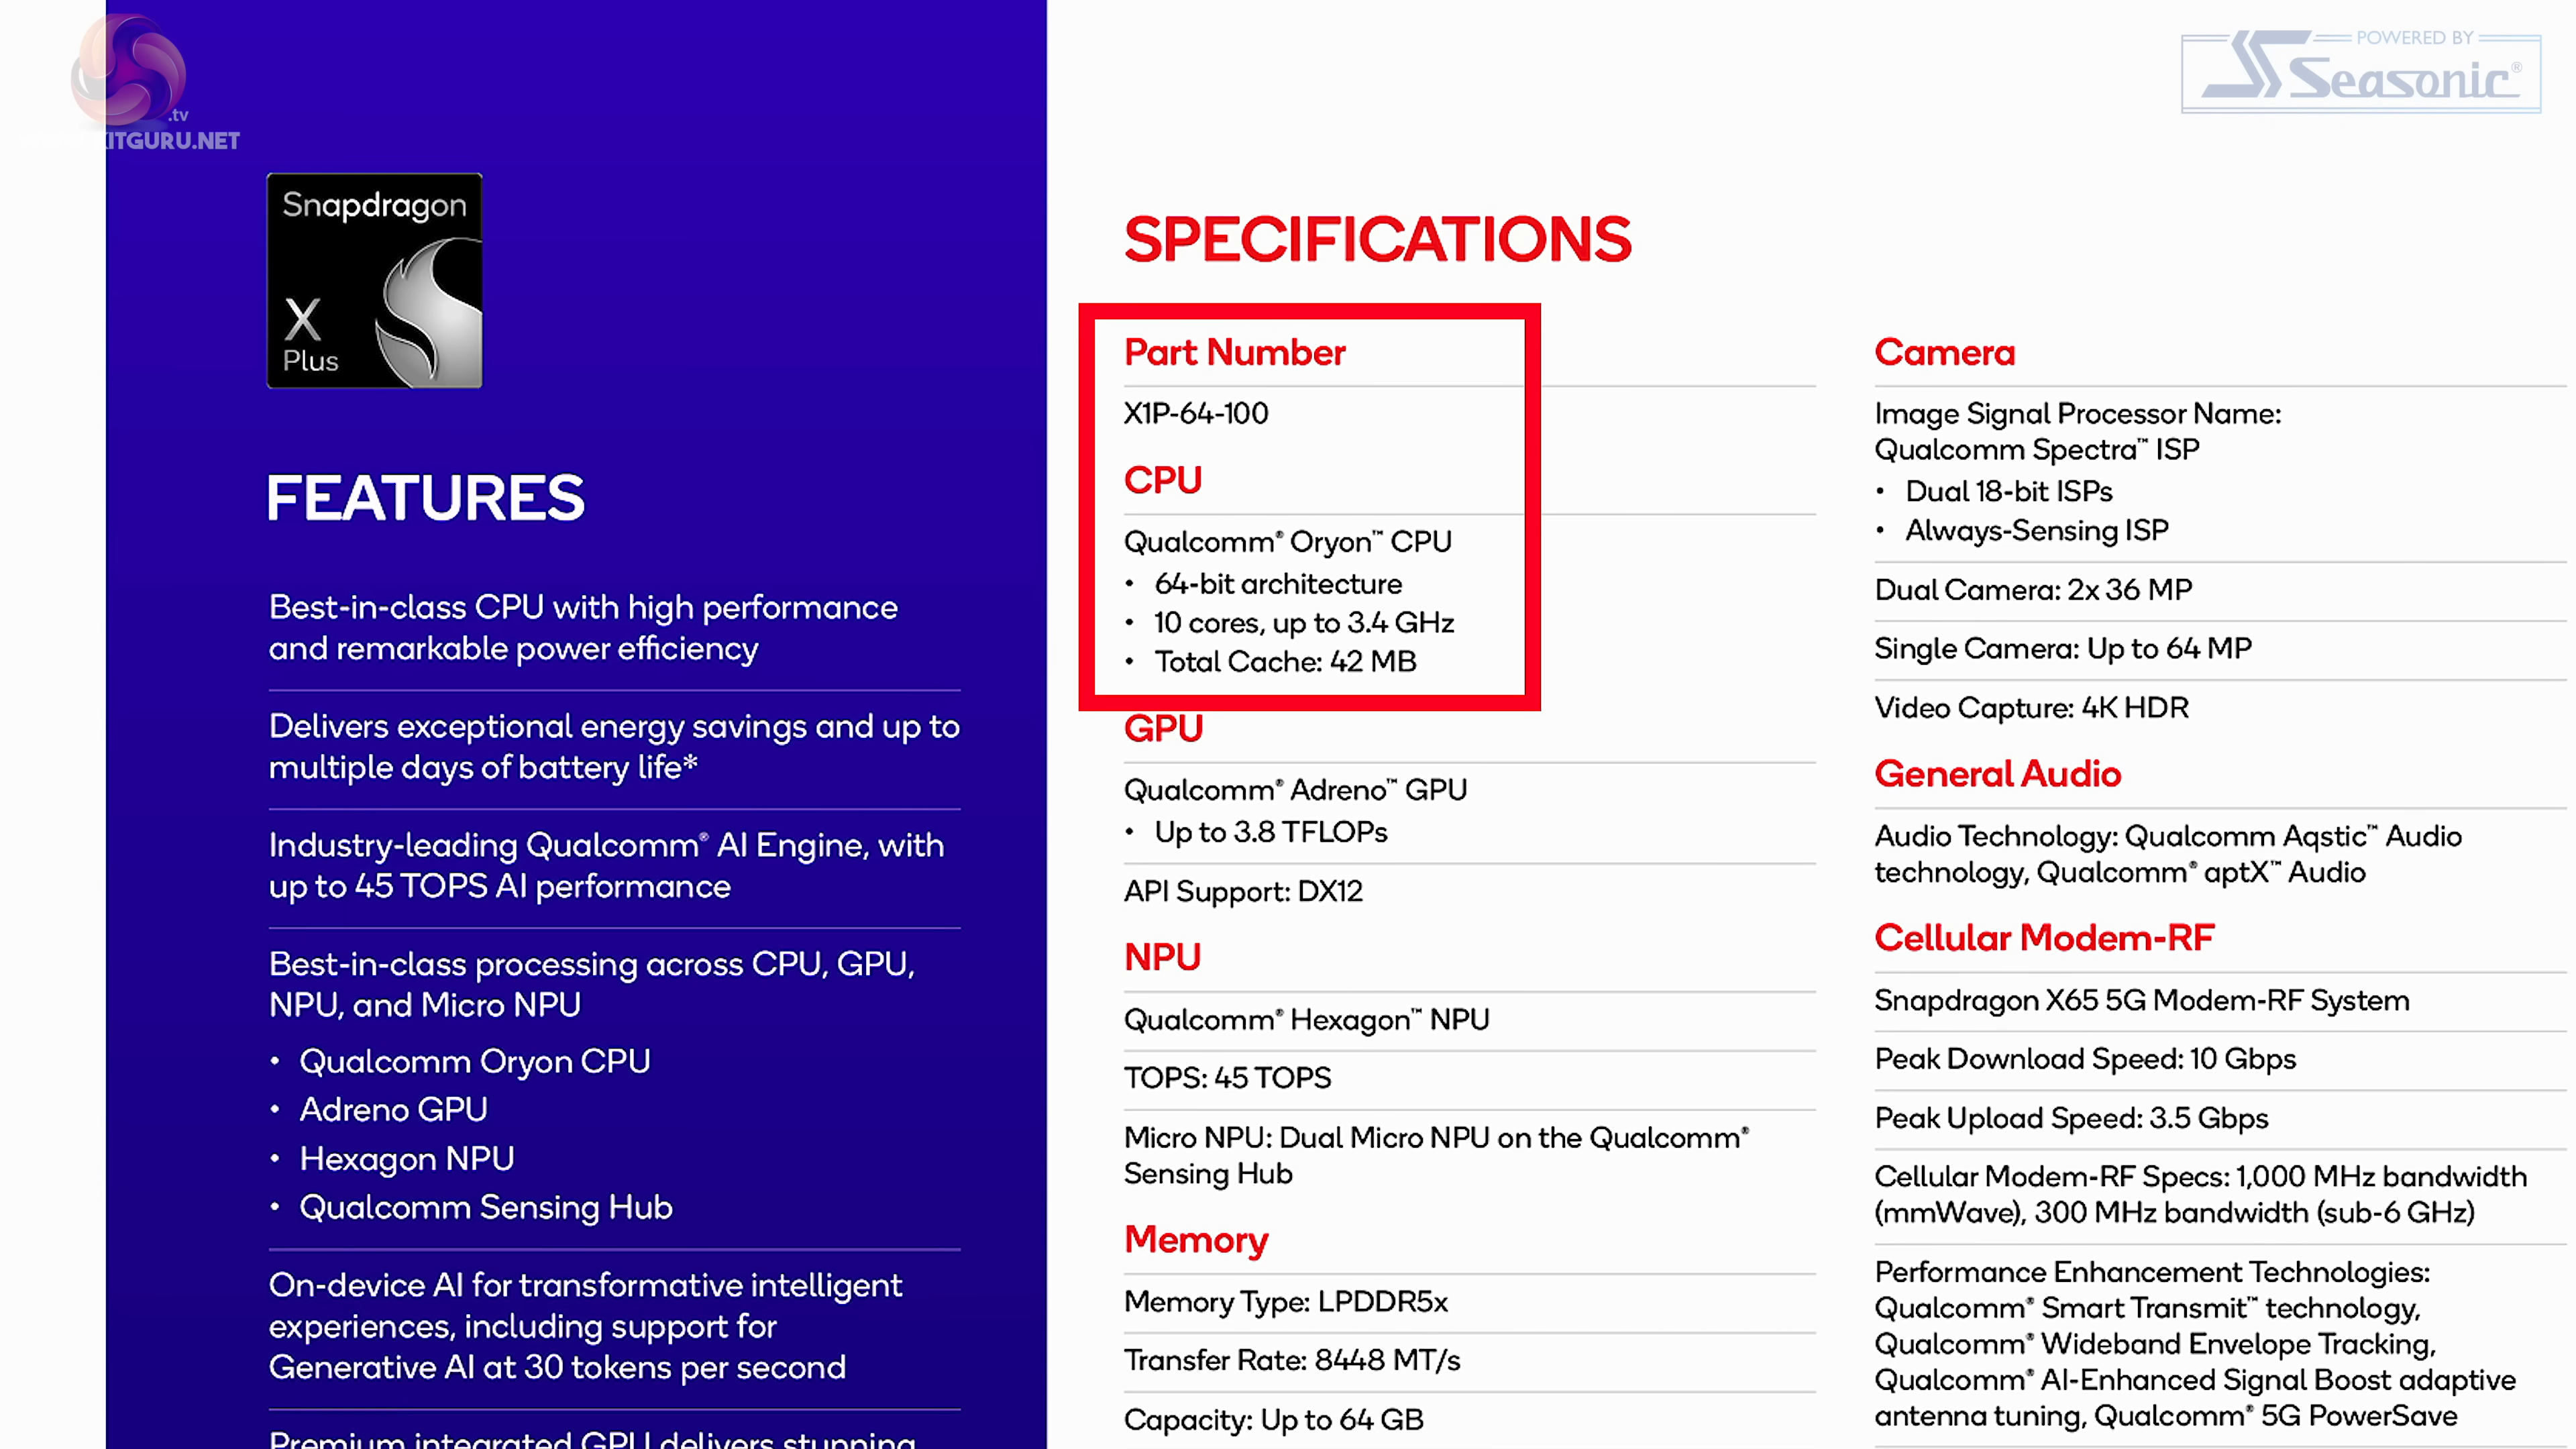 .tv
KITGURU.NET
POWERED BY
Seasonic®
Snapdragon
X
Plus
FEATURES
Best-in-class CPU with high performance
and remarkable power efficiency
Delivers exceptional energy savings and up to
multiple days of battery life*
Industry-leading Qualcomm® AI Engine, with
up to 45 TOPS AI performance
Best-in-class processing across CPU, GPU,
NPU, and Micro NPU
• Qualcomm Oryon CPU
• Adreno GPU
• Hexagon NPU
• Qualcomm Sensing Hub
On-device AI for transformative intelligent
experiences, including support for
Generative AI at 30 tokens per second
Premium integrated GPU delivers stunning
SPECIFICATIONS
Part Number
X1P-64-100
CPU
Qualcomm® Oryon™ CPU
• 64-bit architecture
• 10 cores, up to 3.4 GHz
• Total Cache: 42 MB
GPU
Qualcomm® Adreno™ GPU
• Up to 3.8 TFLOPs
API Support: DX12
NPU
Qualcomm® Hexagon™ NPU
TOPS: 45 TOPS
Micro NPU: Dual Micro NPU on the Qualcomm®
Sensing Hub
Memory
Memory Type: LPDDR5x
Transfer Rate: 8448 MT/s
Capacity: Up to 64 GB
Camera
Image Signal Processor Name:
Qualcomm Spectra™ ISP
• Dual 18-bit ISPs
• Always-Sensing ISP
Dual Camera: 2x 36 MP
Single Camera: Up to 64 MP
Video Capture: 4K HDR
General Audio
Audio Technology: Qualcomm Aqstic™ Audio
technology, Qualcomm® aptX™ Audio
Cellular Modem-RF
Snapdragon X65 5G Modem-RF System
Peak Download Speed: 10 Gbps
Peak Upload Speed: 3.5 Gbps
Cellular Modem-RF Specs: 1,000 MHz bandwidth
(mmWave), 300 MHz bandwidth (sub-6 GHz)
Performance Enhancement Technologies:
Qualcomm® Smart Transmit™ technology,
Qualcomm® Wideband Envelope Tracking,
Qualcomm® AI-Enhanced Signal Boost adaptive
antenna tuning, Qualcomm® 5G PowerSave